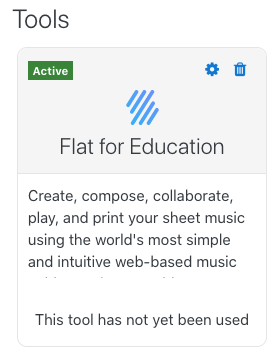 Tools
Active
Flat for Education
Create, compose, collaborate,
play, and print your sheet music
using the world's most simple
and intuitive web-based music
This tool has not yet been used